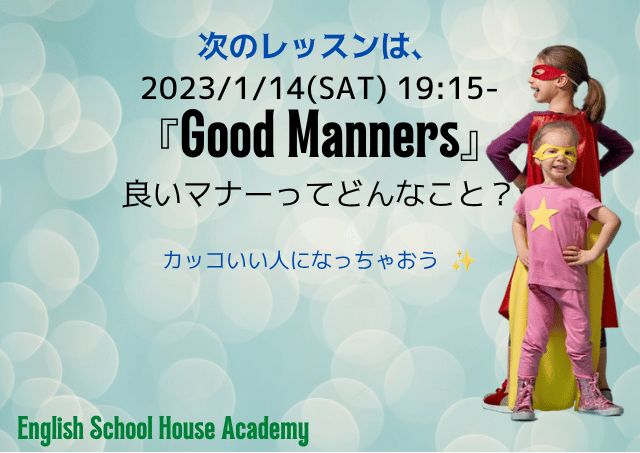 次のレッスンは、
2023/1/14(SAT) 19:15-
『Good Manners』
良いマナーってどんなこと？
カッコいい人になっちゃおう ✨
English School House Academy